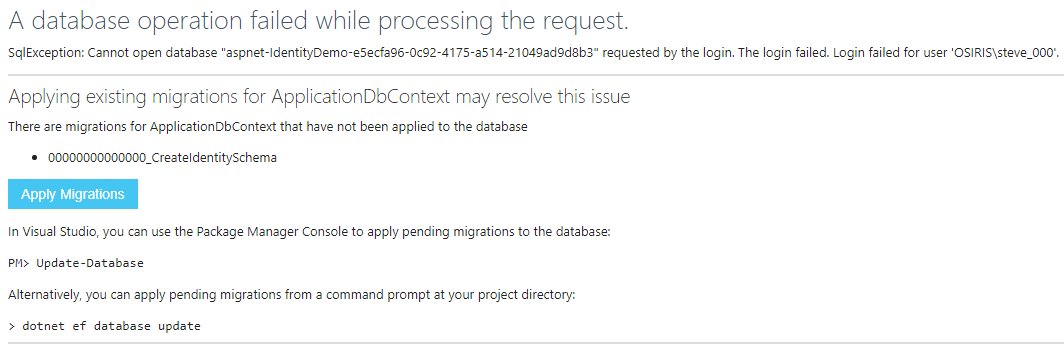 A database operation failed while processing the request.
SqlException: Cannot open database "aspnet-IdentityDemo-e5ecfa96-0c92-4175-a514-21049ad9d8b3" requested by the login. The login failed. Login failed for user 'OSIRIS\steve_000'.
Applying existing migrations for ApplicationDbContext may resolve this issue
There are migrations for ApplicationDbContext that have not been applied to the database
• 00000000000000_CreateIdentitySchema
Apply Migrations
In Visual Studio, you can use the Package Manager Console to apply pending migrations to the database:
PM> Update-Database
Alternatively, you can apply pending migrations from a command prompt at your project directory:
> dotnet ef database update